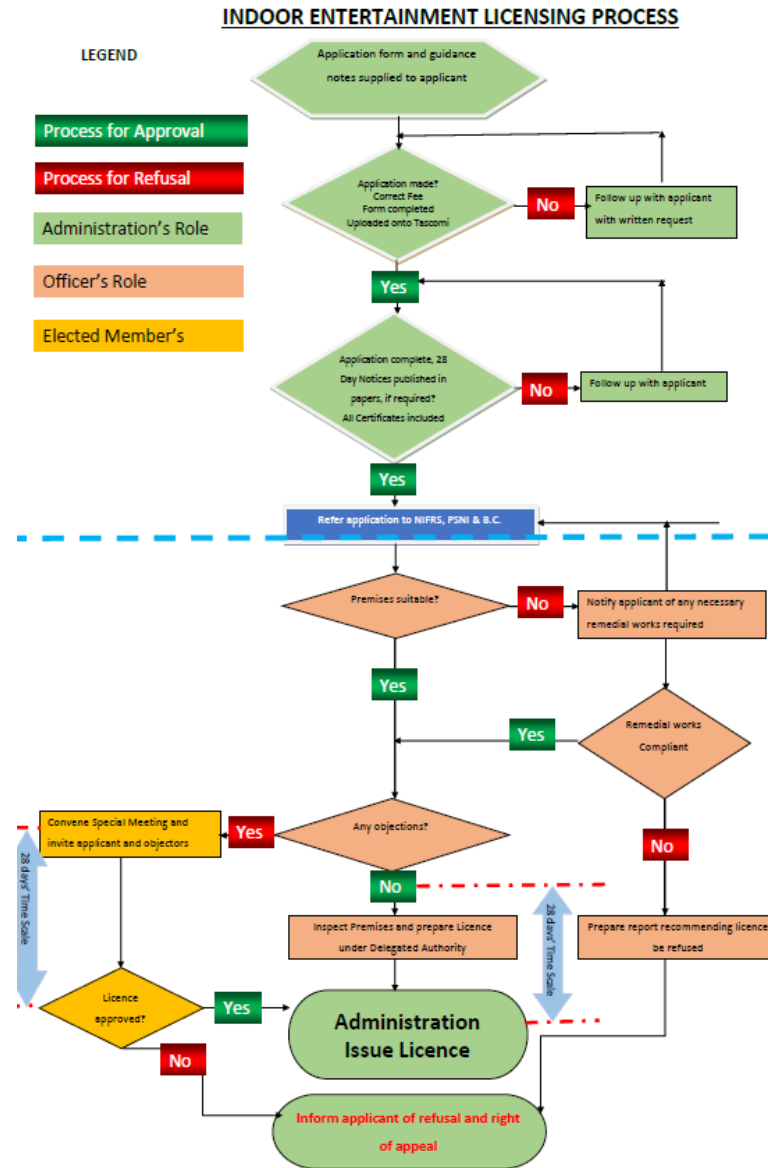 INDOOR ENTERTAINMENT LICENSING PROCESS
LEGEND
Process for Approval
Process for Refusal
Administration's Role
Officer's Role
Elected Member's
Application form and guidance
notes supplied to applicant
Application made?
Correct Fee
Form completed
Uploaded onto Tascomi
No
Follow up with applicant
with written request
Yes
Application complete, 28
Day Notices published in
papers, if required?
All Certificates included
No
Follow up with applicant
Yes
Refer application to NIFRS, PSNI & B.C.
Premises suitable?
No
Notify applicant of any necessary
remedial works required
Yes
Remedial works
Compliant
Yes
Any objections?
Yes
Convene Special Meeting and
invite applicant and objectors
28 days' Time Scale
No
No
Inspect Premises and prepare Licence
under Delegated Authority
28 days' Time Scale
Prepare report recommending licence
be refused
Licence
approved?
Yes
Administration
Issue Licence
No
Inform applicant of refusal and right
of appeal